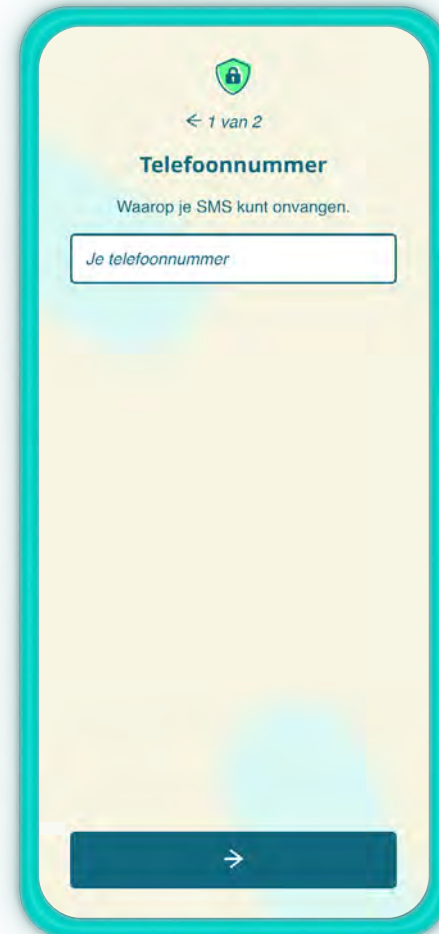 ← 1 van 2
Telefoonnummer
Waarop je SMS kunt onvangen.
Je telefoonnummer
→